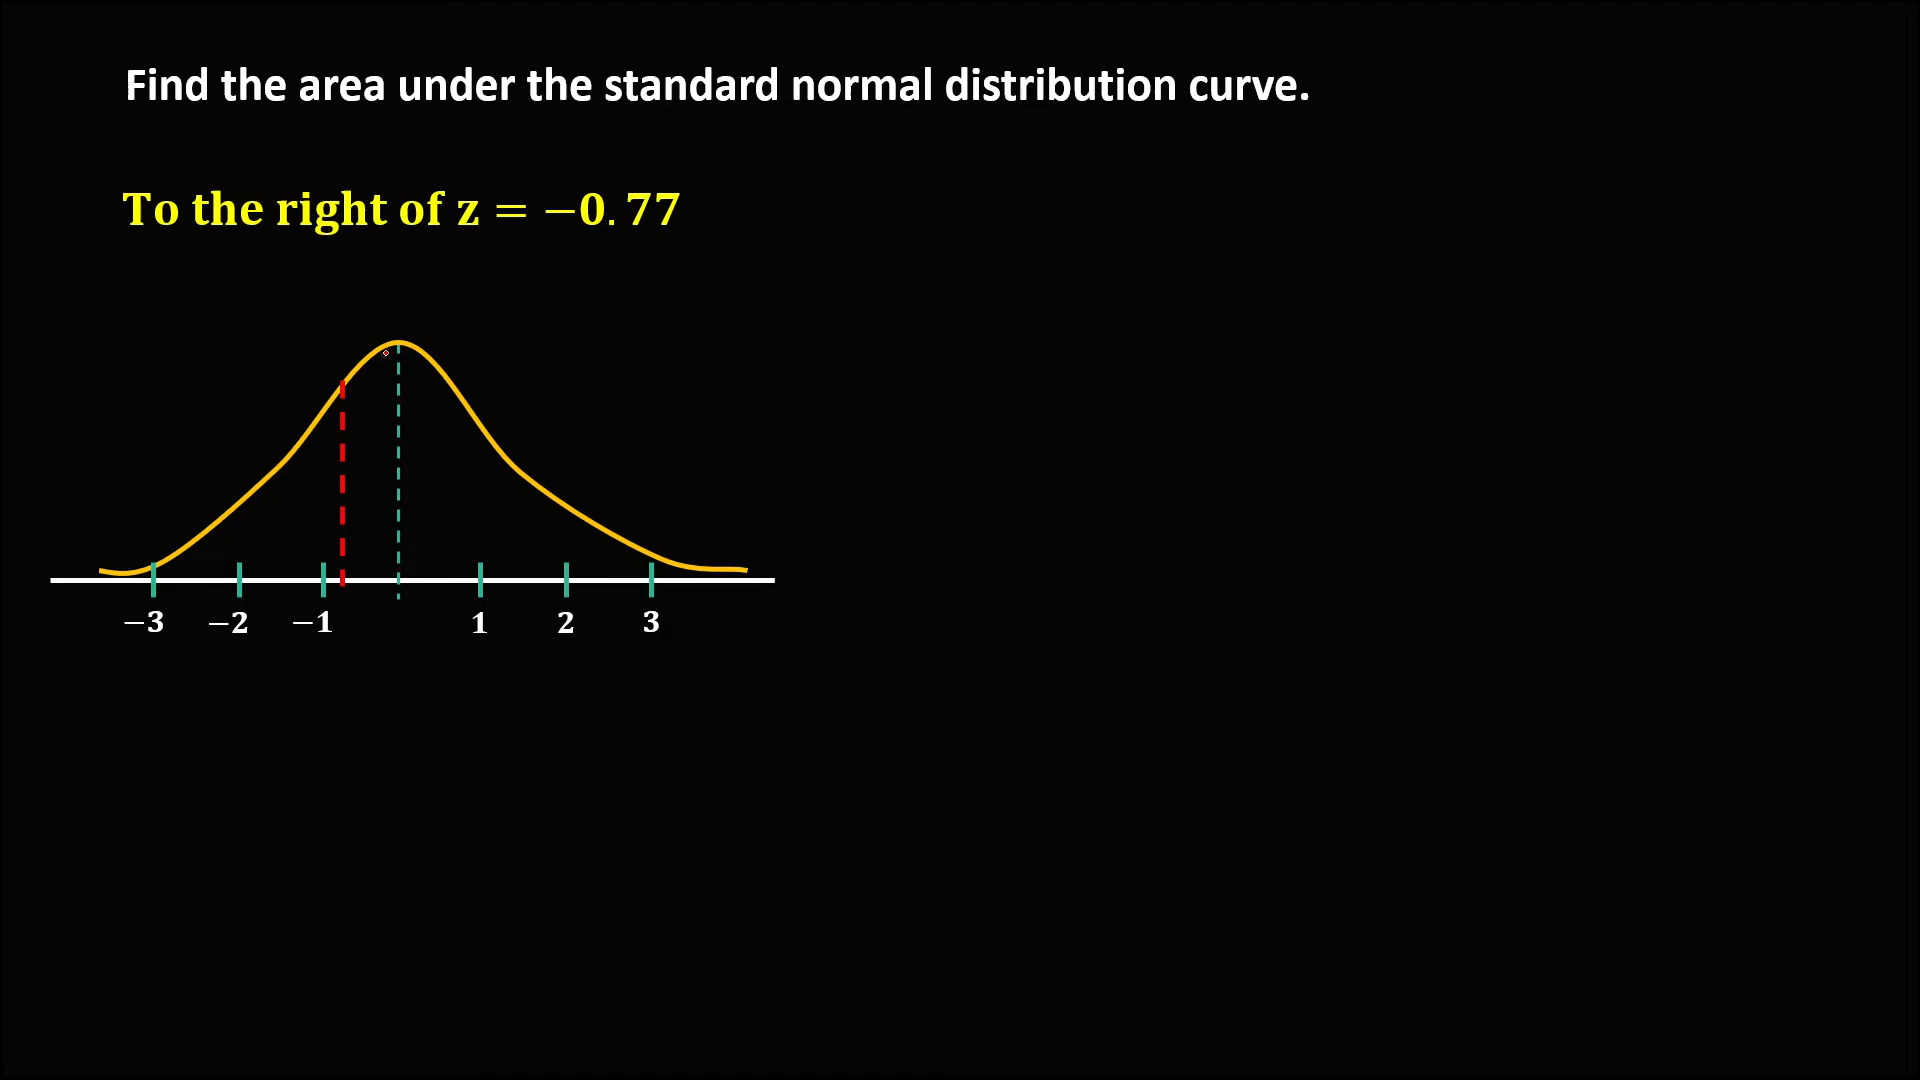 Find the area under the standard normal distribution curve.
To the right of z = −0.77
−3 −2 −1 1 2 3